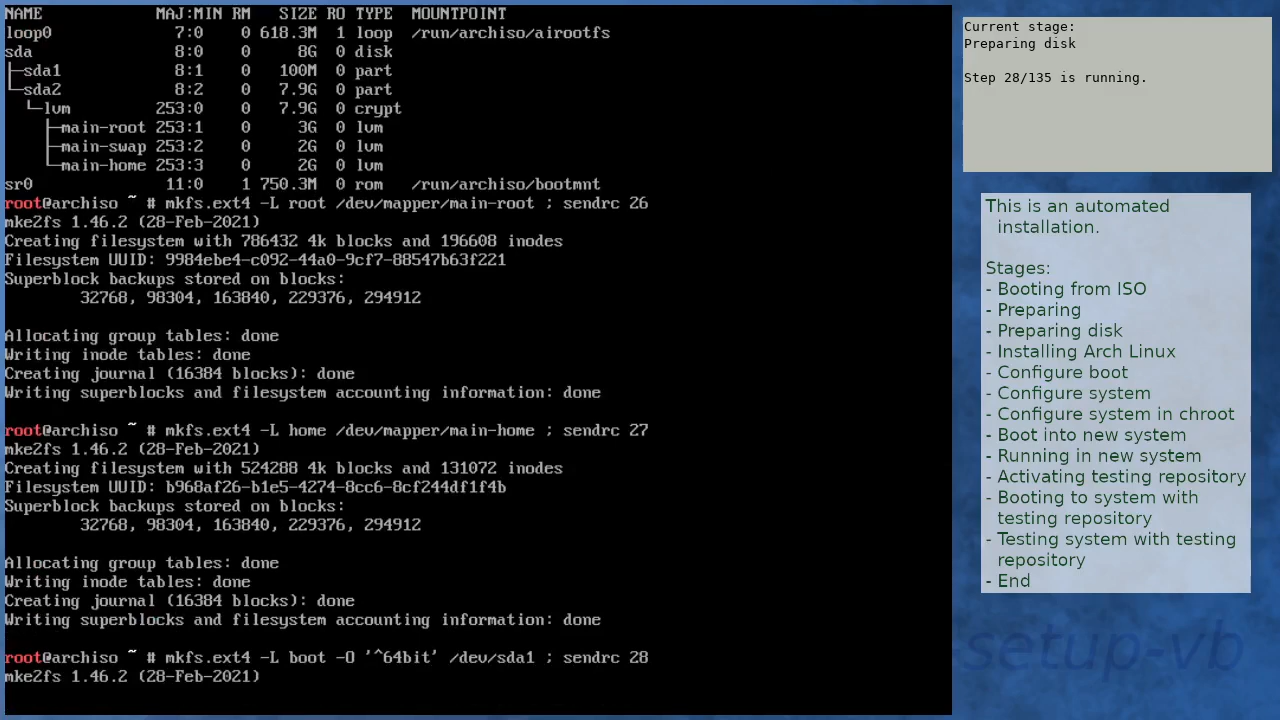 NAME MAJ:MIN RM SIZE RO TYPE MOUNTPOINT
loop0 7:0 0 618.3M 1 loop /run/archiso/airootfs
sda 8:0 0 8G 0 disk
├─sda1 8:1 0 100M 0 part
└─sda2 8:2 0 7.9G 0 part
└─lvm 253:0 0 7.9G 0 crypt
├─main-root 253:1 0 3G 0 lvm
├─main-swap 253:2 0 2G 0 lvm
└─main-home 253:3 0 2G 0 lvm
sr0 11:0 1 750.3M 0 rom /run/archiso/bootmnt
root@archiso ~ # mkfs.ext4 -L root /dev/mapper/main-root ; sendrc 26
mke2fs 1.46.2 (28-Feb-2021)
Creating filesystem with 786432 4k blocks and 196608 inodes
Filesystem UUID: 9984ebe4-c092-44a0-9cf7-88547b63f221
Superblock backups stored on blocks:
32768, 98304, 163840, 229376, 294912

Allocating group tables: done
Writing inode tables: done
Creating journal (16384 blocks): done
Writing superblocks and filesystem accounting information: done

root@archiso ~ # mkfs.ext4 -L home /dev/mapper/main-home ; sendrc 27
mke2fs 1.46.2 (28-Feb-2021)
Creating filesystem with 524288 4k blocks and 131072 inodes
Filesystem UUID: b968af26-b1e5-4274-8cc6-8cf244df1f4b
Superblock backups stored on blocks:
32768, 98304, 163840, 229376, 294912

Allocating group tables: done
Writing inode tables: done
Creating journal (16384 blocks): done
Writing superblocks and filesystem accounting information: done

root@archiso ~ # mkfs.ext4 -L boot -O '^64bit' /dev/sda1 ; sendrc 28
mke2fs 1.46.2 (28-Feb-2021)

Current stage:
Preparing disk

Step 28/135 is running.

This is an automated
installation.

Stages:
- Booting from ISO
- Preparing
- Preparing disk
- Installing Arch Linux
- Configure boot
- Configure system
- Configure system in chroot
- Boot into new system
- Running in new system
- Activating testing repository
- Booting to system with
testing repository
- Testing system with testing
repository
- End

setup-vb